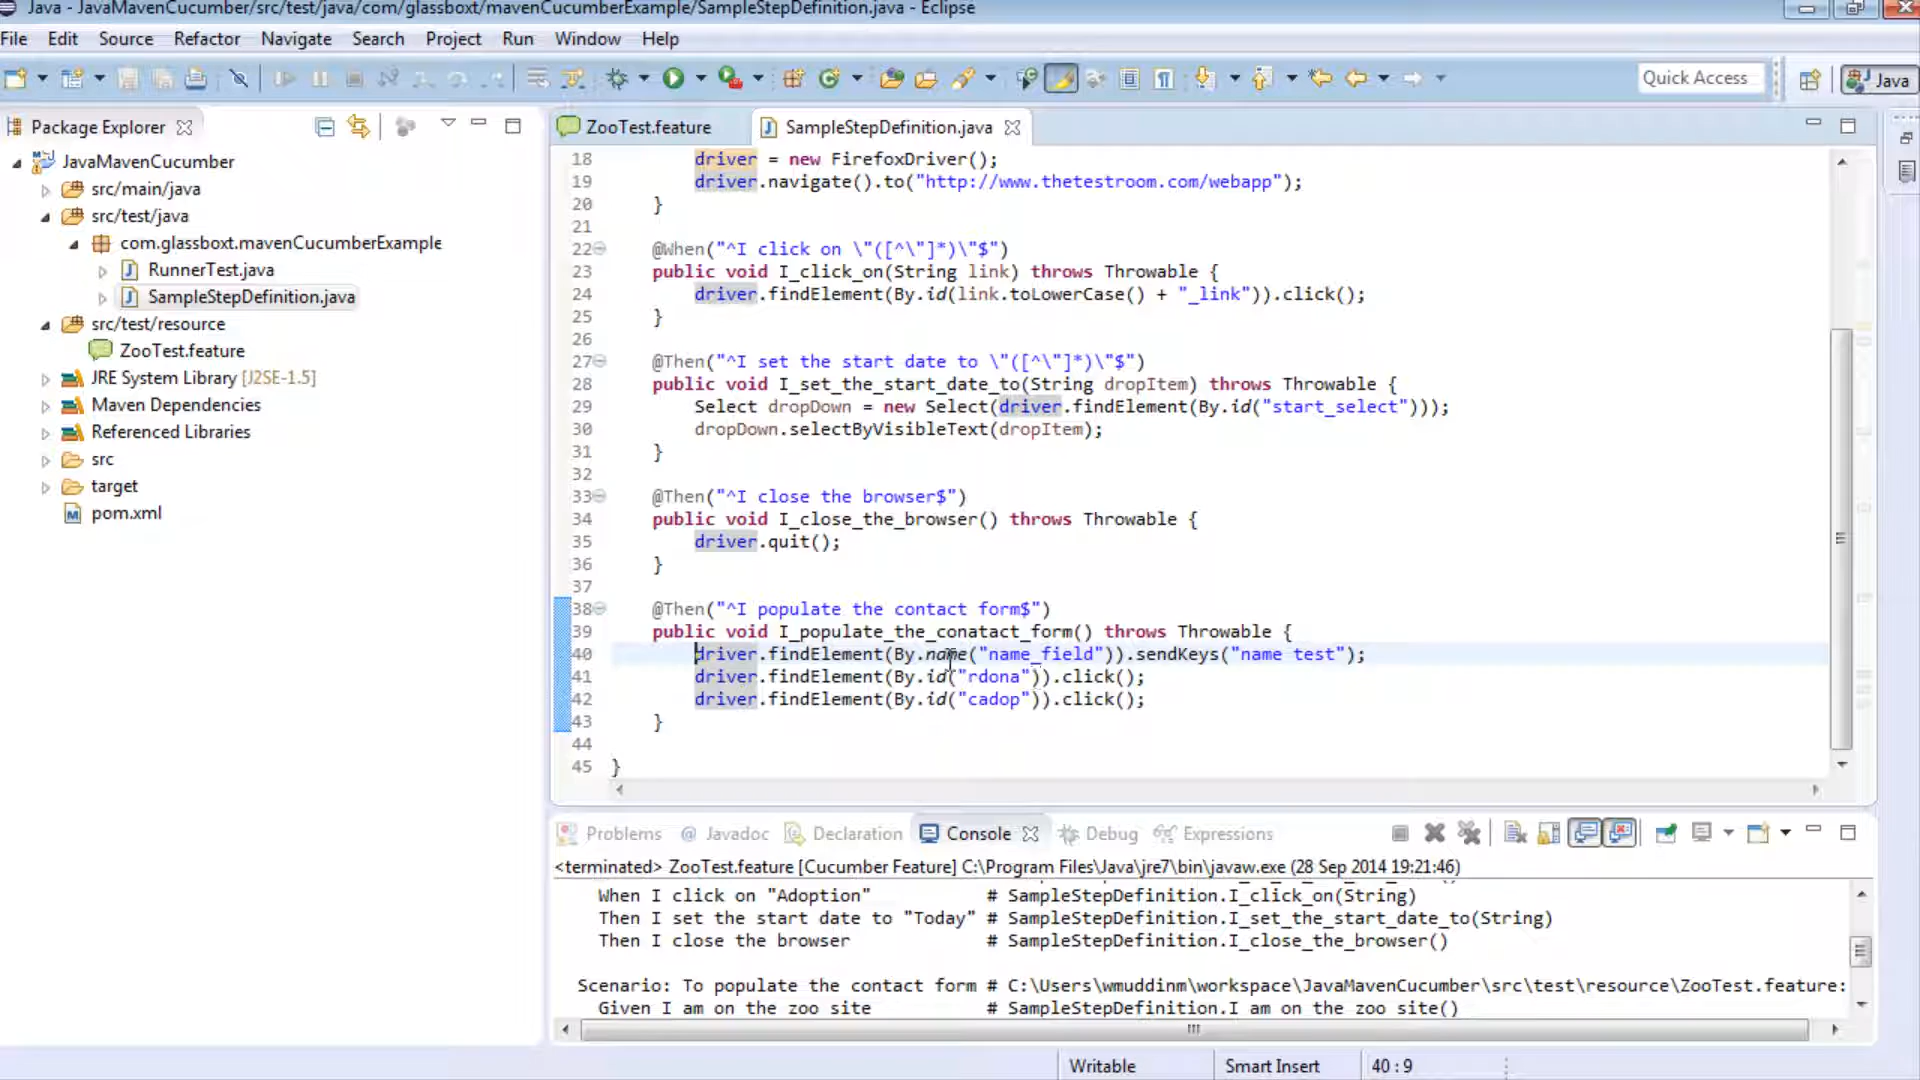 Java - JavaMavenCucumber/src/test/java/com/glassboxt/mavenCucumberExample/SampleStepDefinition.java - Eclipse
File Edit Source Refactor Navigate Search Project Run Window Help
Quick Access
Java
Package Explorer
JavaMavenCucumber
src/main/java
src/test/java
com.glassboxt.mavenCucumberExample
RunnerTest.java
SampleStepDefinition.java
src/test/resource
ZooTest.feature
JRE System Library [J2SE-1.5]
Maven Dependencies
Referenced Libraries
src
target
pom.xml
ZooTest.feature SampleStepDefinition.java
18 driver = new FirefoxDriver();
19 driver.navigate().to("http://www.thetestroom.com/webapp");
20 }
21
22 @When("^I click on \"([^\"]*)\"$")
23 public void I_click_on(String link) throws Throwable {
24 driver.findElement(By.id(link.toLowerCase() + "_link")).click();
25 }
26
27 @Then("^I set the start date to \"([^\"]*)\"$")
28 public void I_set_the_start_date_to(String dropItem) throws Throwable {
29 Select dropDown = new Select(driver.findElement(By.id("start_select")));
30 dropDown.selectByVisibleText(dropItem);
31 }
32
33 @Then("^I close the browser$")
34 public void I_close_the_browser() throws Throwable {
35 driver.quit();
36 }
37
38 @Then("^I populate the contact form$")
39 public void I_populate_the_conatact_form() throws Throwable {
40 driver.findElement(By.name("name_field")).sendKeys("name test");
41 driver.findElement(By.id("rdona")).click();
42 driver.findElement(By.id("cadop")).click();
43 }
44
45 }
Problems @ Javadoc Declaration Console Debug Expressions
<terminated> ZooTest.feature [Cucumber Feature] C:\Program Files\Java\jre7\bin\javaw.exe (28 Sep 2014 19:21:46)
When I click on "Adoption" # SampleStepDefinition.I_click_on(String)
Then I set the start date to "Today" # SampleStepDefinition.I_set_the_start_date_to(String)
Then I close the browser # SampleStepDefinition.I_close_the_browser()
Scenario: To populate the contact form # C:\Users\wmuddinm\workspace\JavaMavenCucumber\src\test\resource\ZooTest.feature:
Given I am on the zoo site # SampleStepDefinition.I am on the zoo site()
Writable Smart Insert 40 : 9